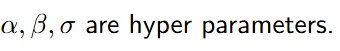 α, β, σ are hyper parameters.